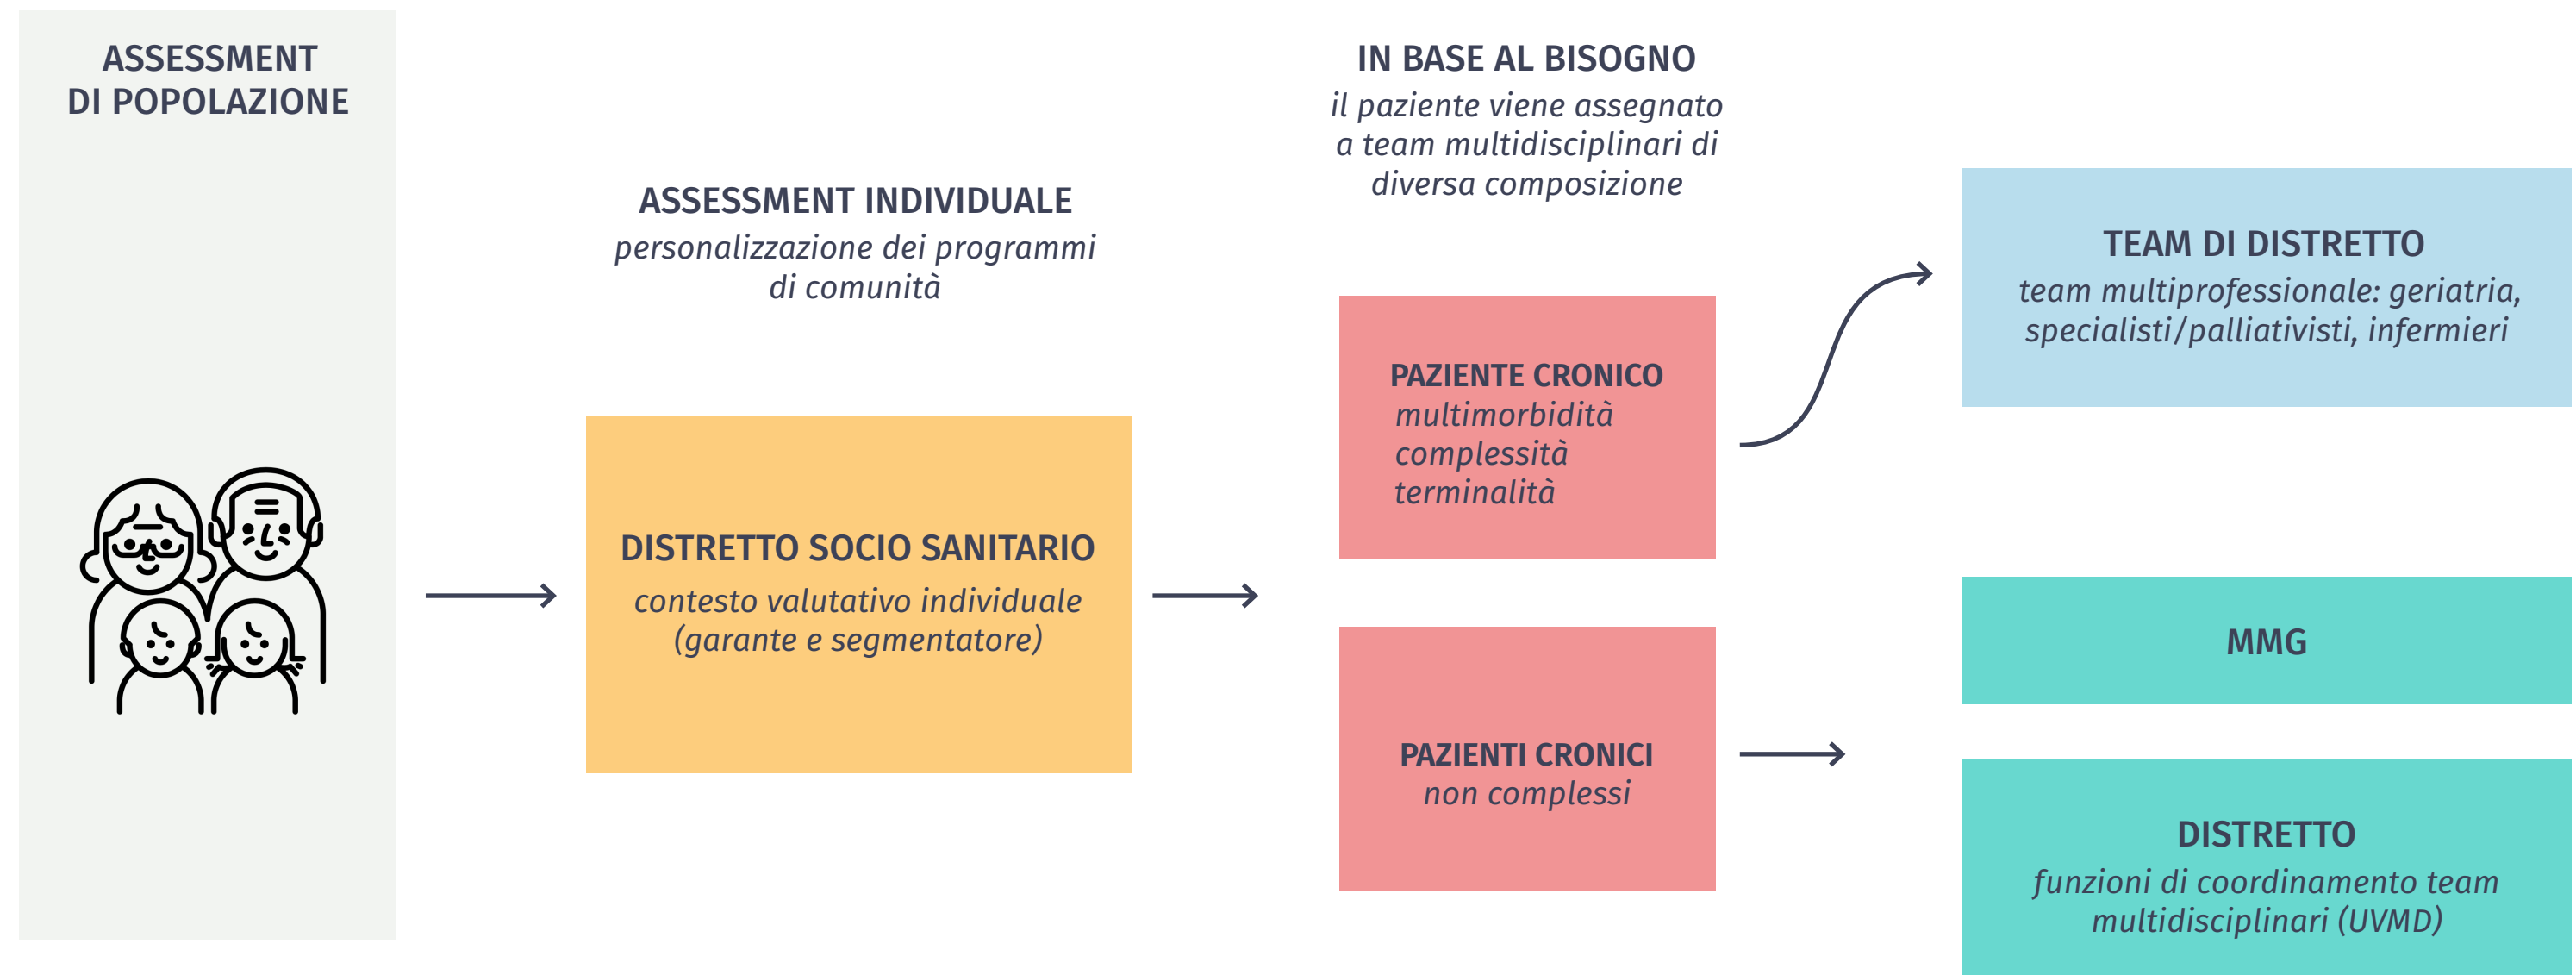 ASSESSMENT
DI POPOLAZIONE
ASSESSMENT INDIVIDUALE
personalizzazione dei programmi
di comunità
DISTRETTO SOCIO SANITARIO
contesto valutativo individuale
(garante e segmentatore)
IN BASE AL BISOGNO
il paziente viene assegnato
a team multidisciplinari di
diversa composizione
PAZIENTE CRONICO
multimorbidità
complessità
terminalità
PAZIENTI CRONICI
non complessi
TEAM DI DISTRETTO
team multiprofessionale: geriatria,
specialisti/palliativisti, infermieri
MMG
DISTRETTO
funzioni di coordinamento team
multidisciplinari (UVMD)